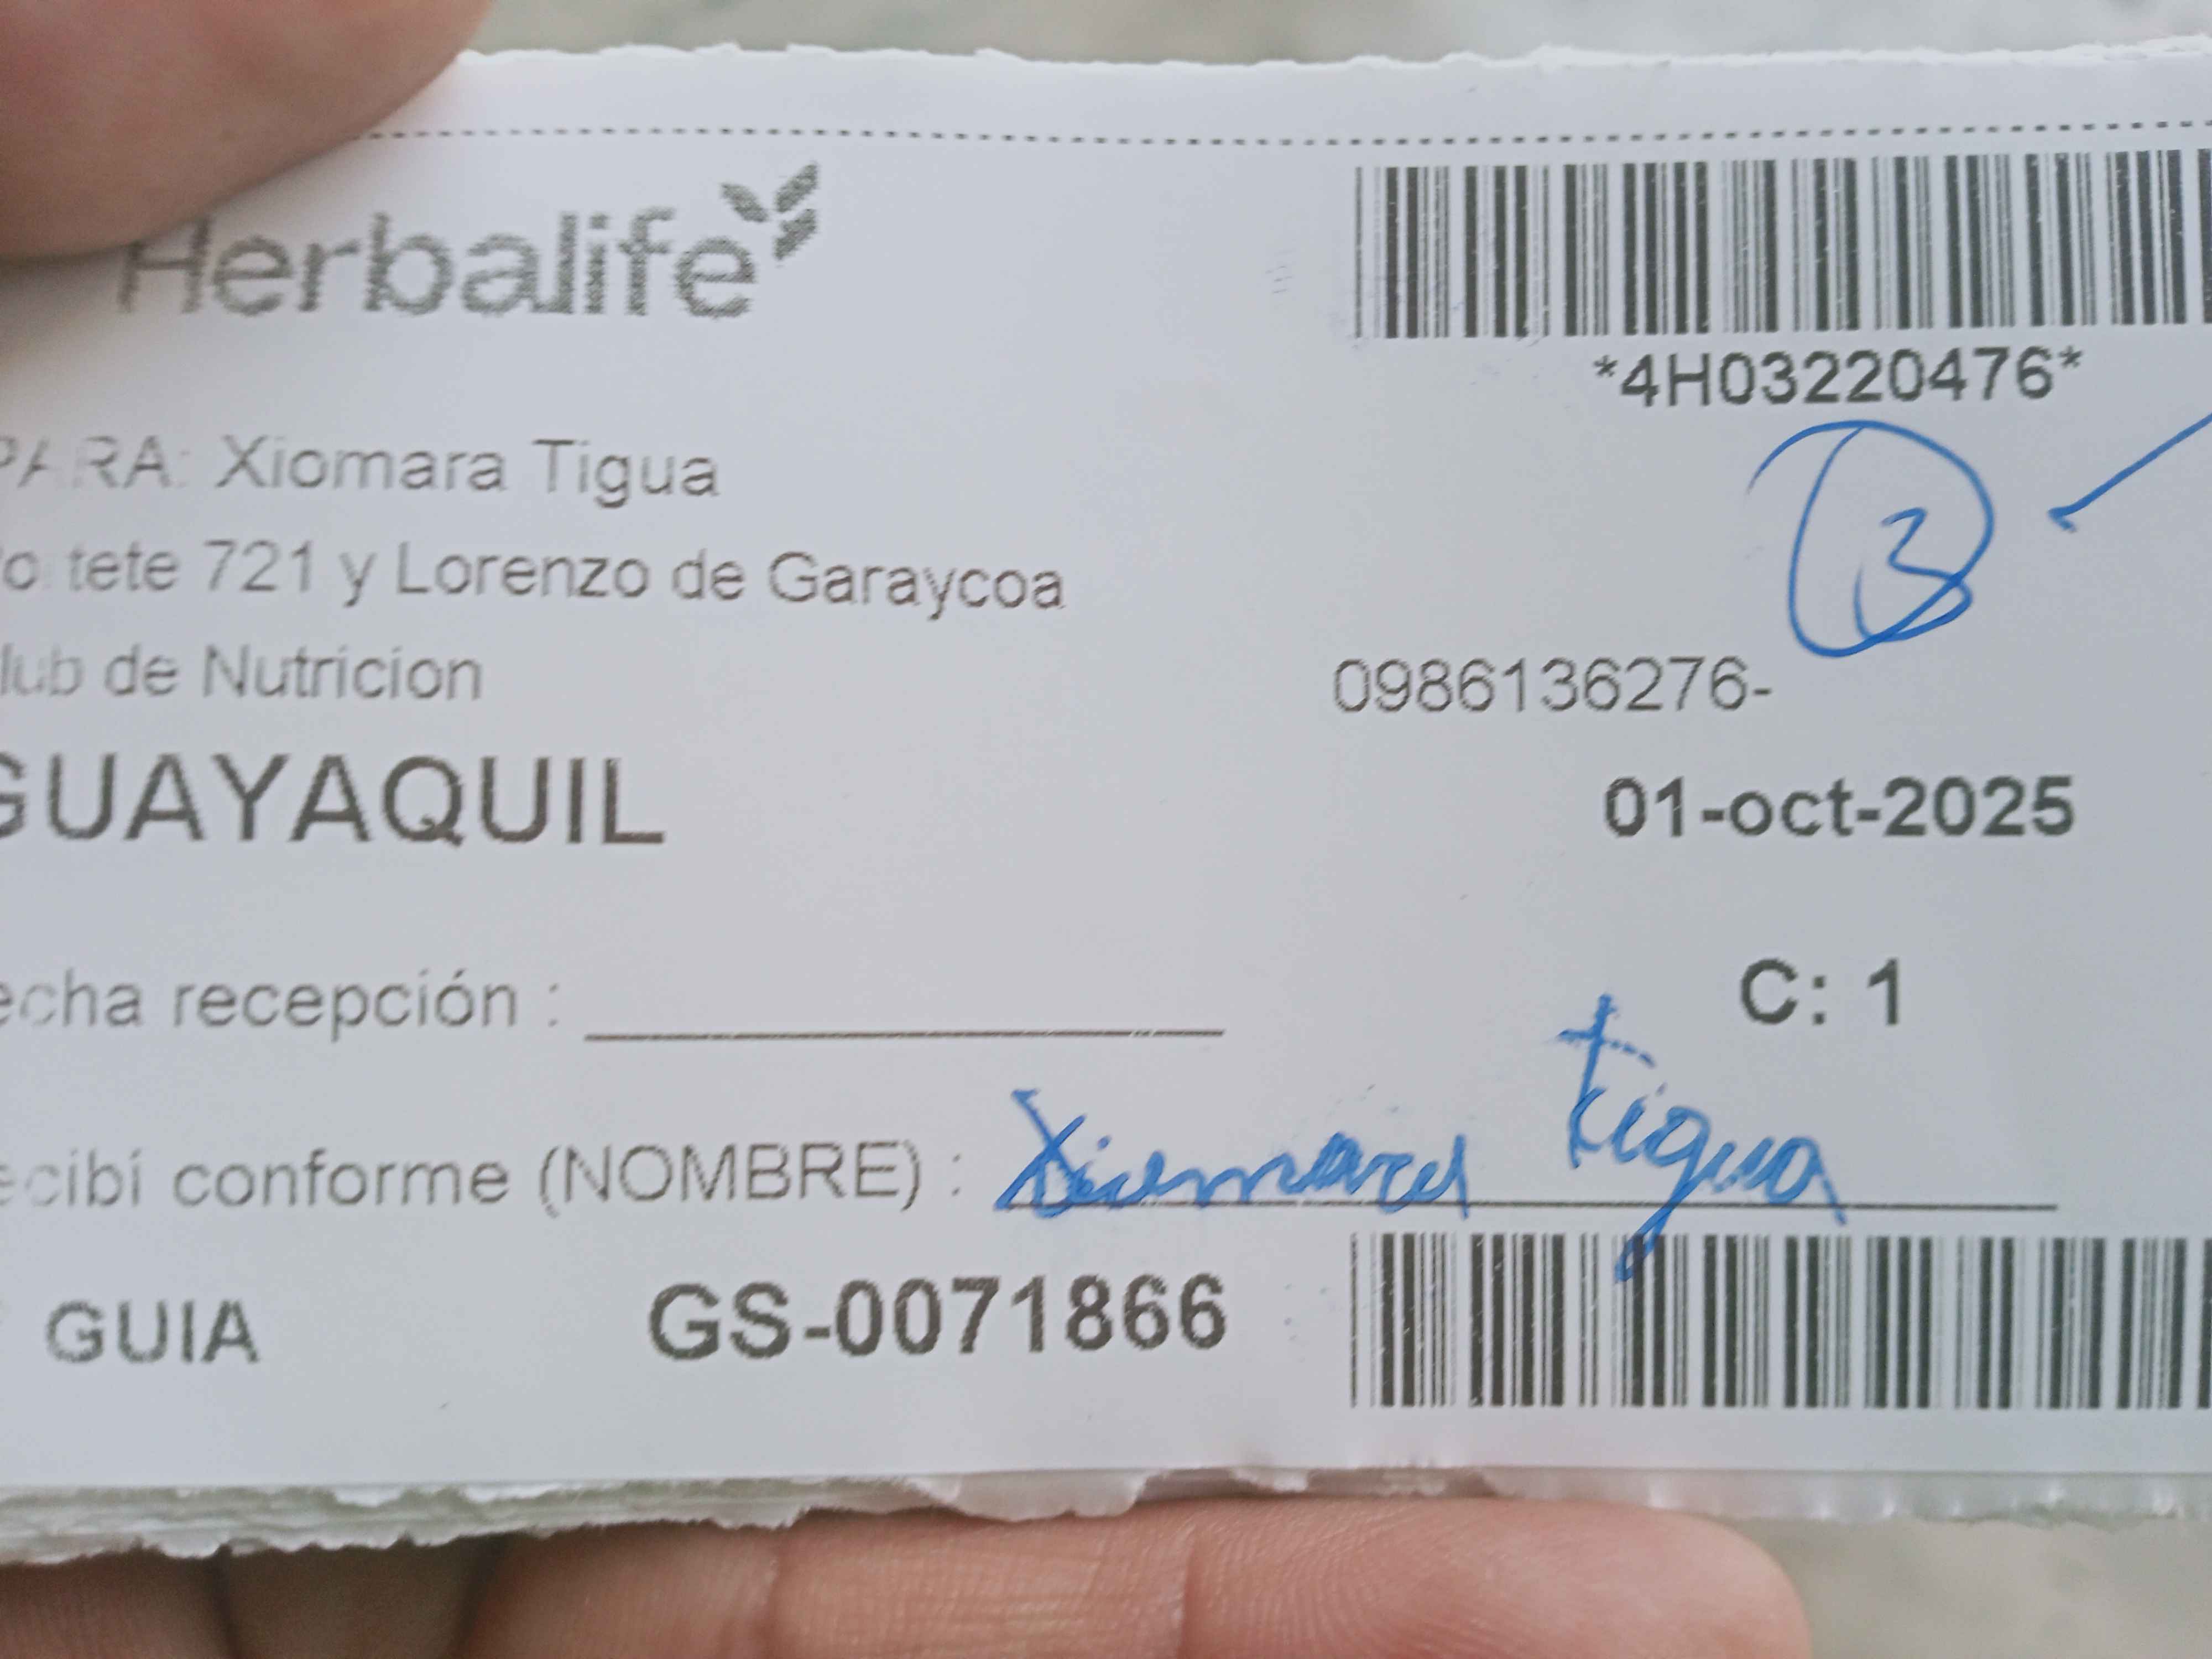 Herbalife
*4H03220476*
PARA: Xiomara Tigua
3
tete 721 y Lorenzo de Garaycoa
lub de Nutricion
0986136276-
GUAYAQUIL
01-oct-2025
echa recepción :
C: 1
ecibí conforme (NOMBRE) : Xiomara Tigua
GUIA GS-0071866